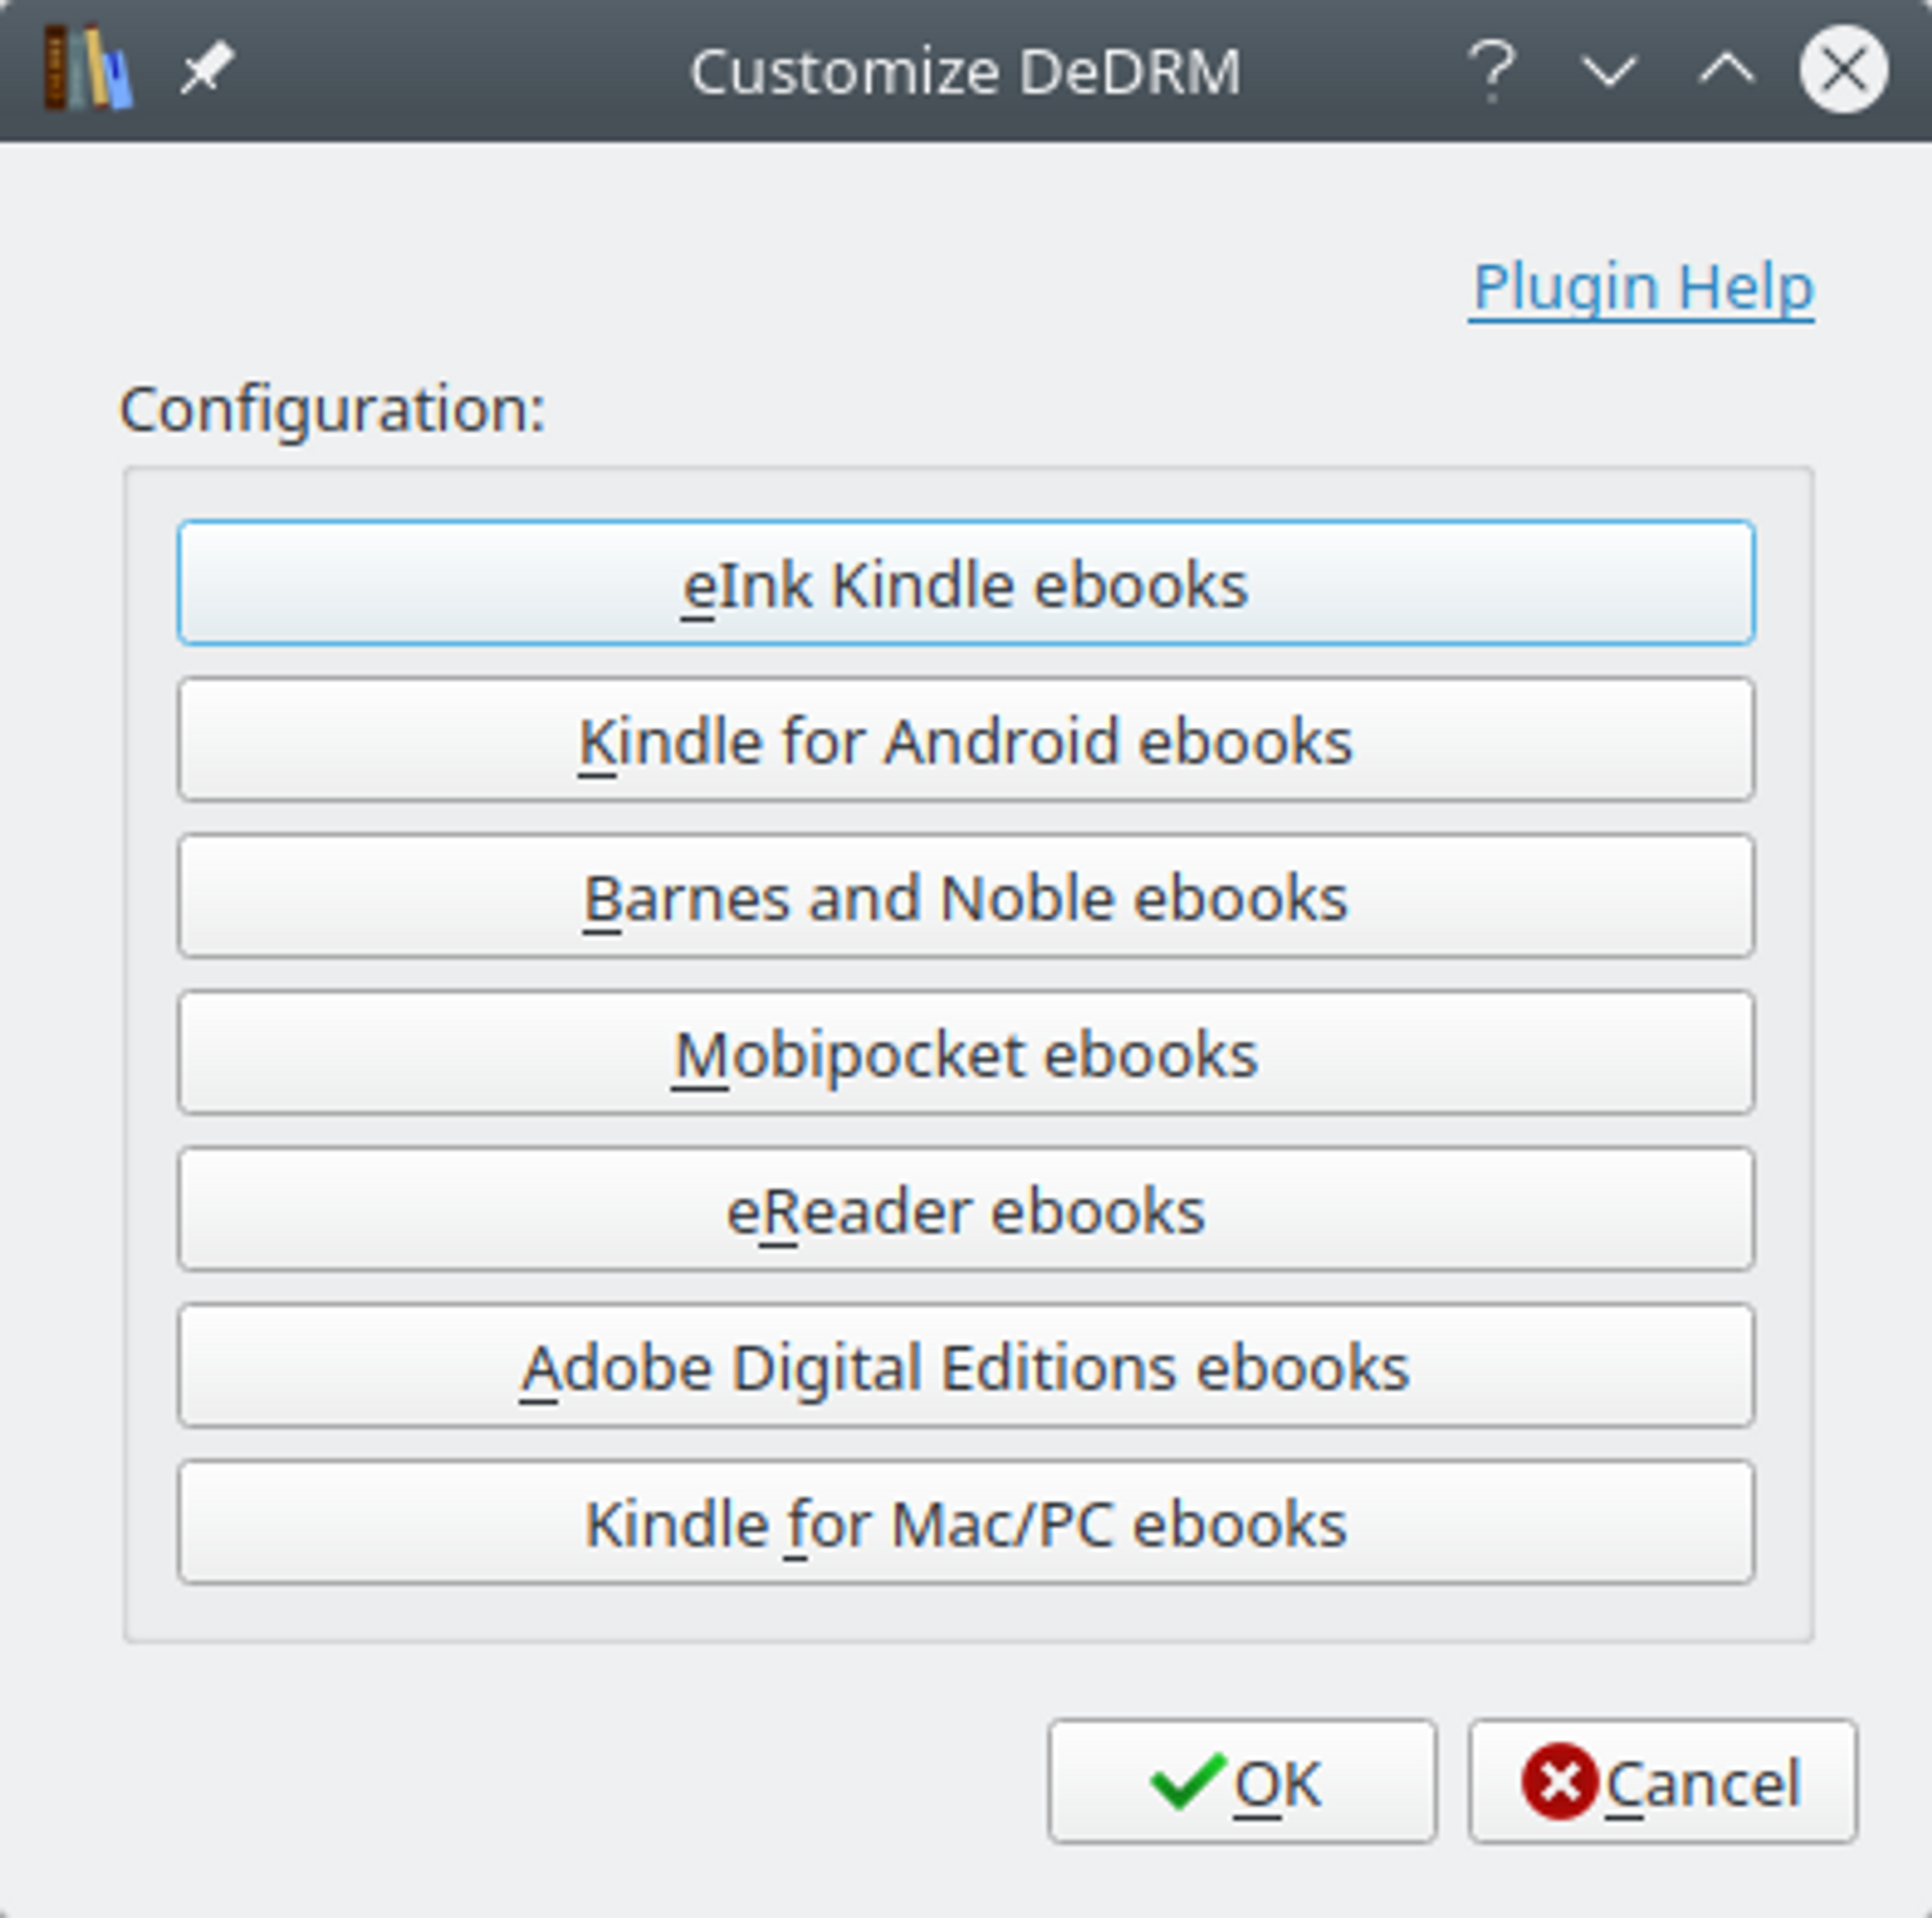 Customize DeDRM
Plugin Help
Configuration:
eInk Kindle ebooks
Kindle for Android ebooks
Barnes and Noble ebooks
Mobipocket ebooks
eReader ebooks
Adobe Digital Editions ebooks
Kindle for Mac/PC ebooks
OK
Cancel